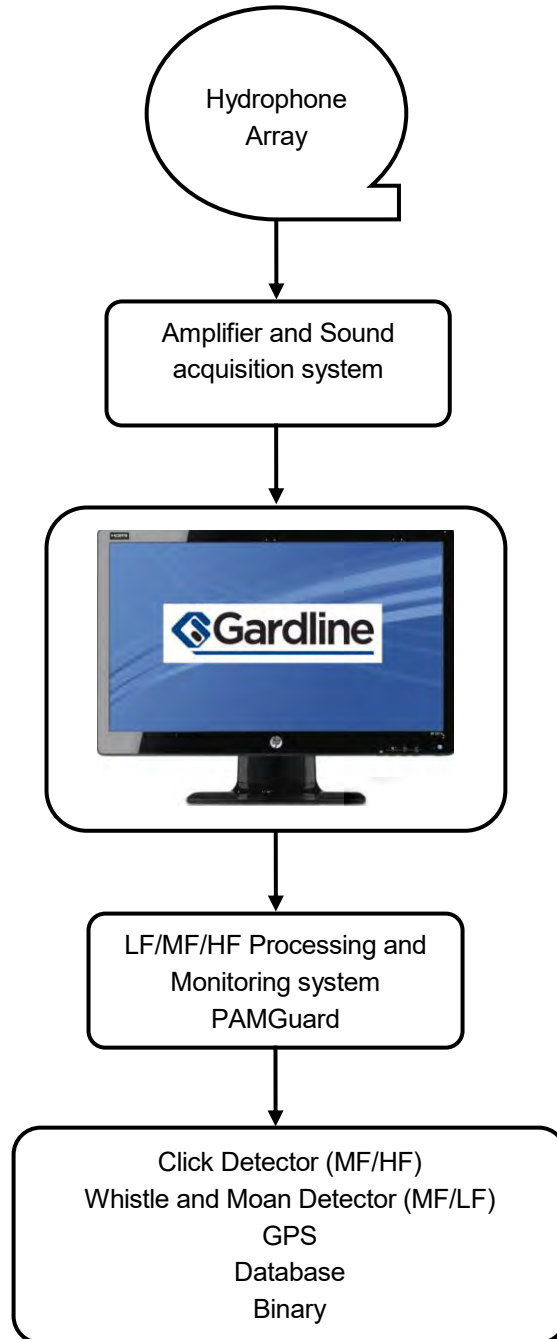 Hydrophone
Array
Amplifier and Sound
acquisition system
Gardline
LF/MF/HF Processing and
Monitoring system
PAMGuard
Click Detector (MF/HF)
Whistle and Moan Detector (MF/LF)
GPS
Database
Binary